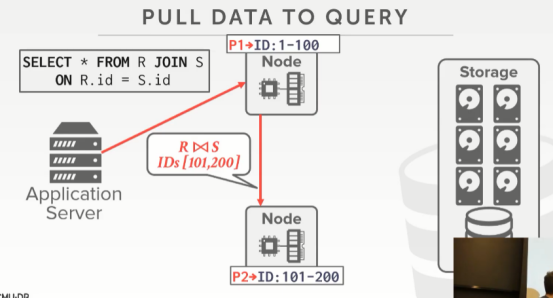 PULL DATA TO QUERY
P1→ID:1-100
SELECT * FROM R JOIN S
ON R.id = S.id
Node
Storage
R ⋈ S
IDs [101,200]
Application
Server
Node
P2→ID:101-200